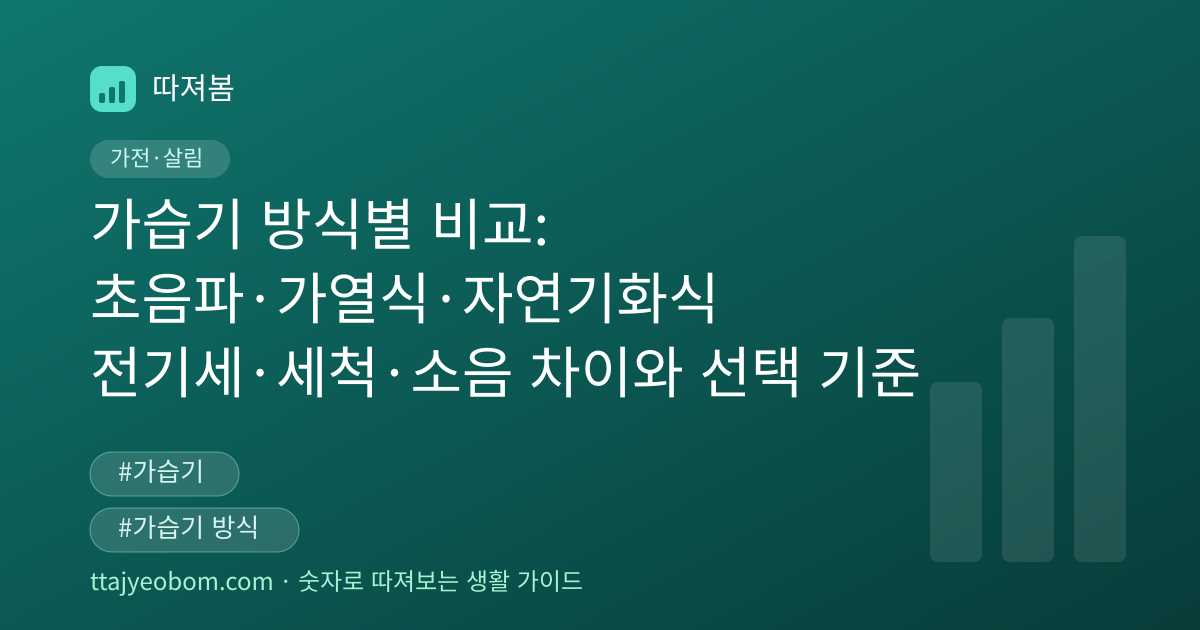 따져봄
가전·살림
가습기 방식별 비교:
초음파·가열식·자연기화식
전기세·세척·소음 차이와 선택 기준
#가습기
#가습기 방식
ttajyeobom.com · 숫자로 따져보는 생활 가이드